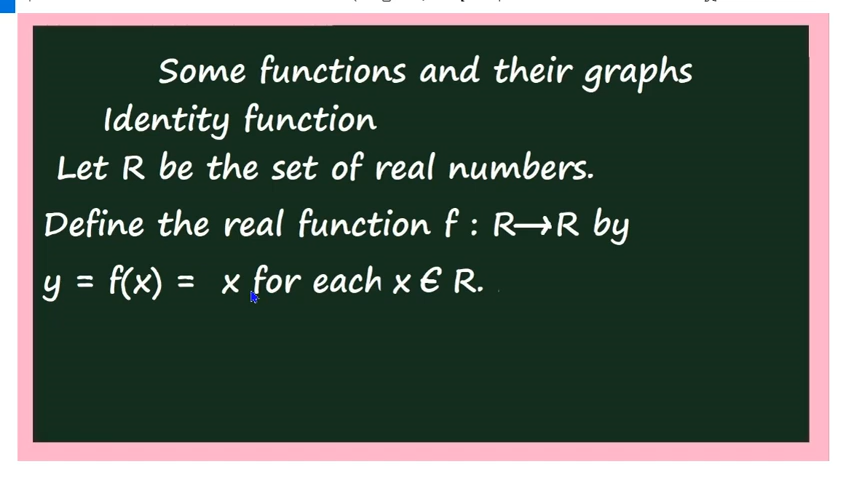 Some functions and their graphs
Identity function
Let R be the set of real numbers.
Define the real function f : R⟶R by
y = f(x) = x for each x € R.